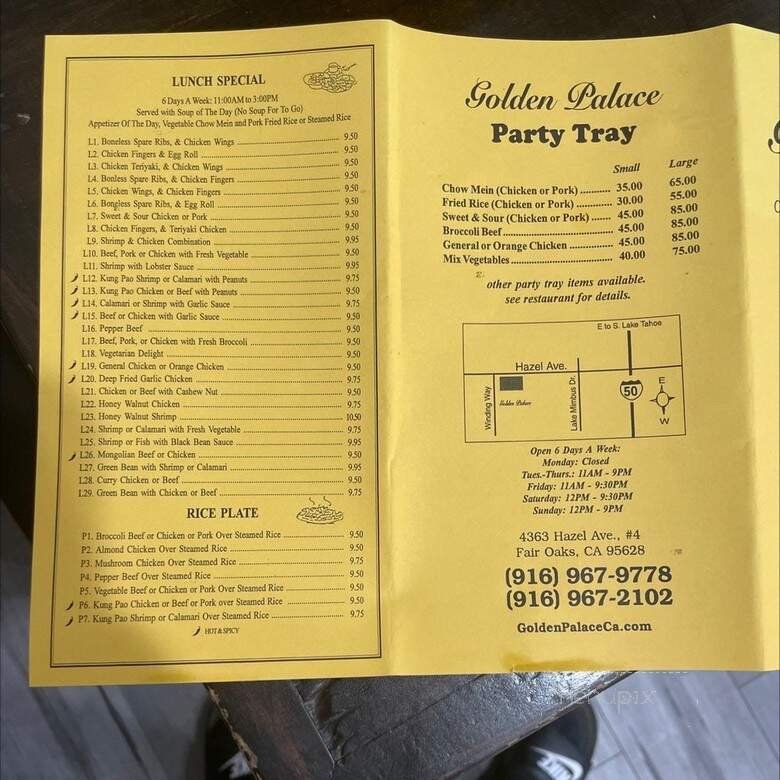 LUNCH SPECIAL
6 Days A Week: 11:00AM to 3:00PM
Served with Soup of The Day (No Soup For To Go)
Appetizer Of The Day, Vegetable Chow Mein and Pork Fried Rice or Steamed Rice
L1. Boneless Spare Ribs, & Chicken Wings 9.50
L2. Chicken Fingers & Egg Roll 9.50
L3. Chicken Teriyaki, & Chicken Wings 9.50
L4. Bonless Spare Ribs, & Chicken Fingers 9.50
L5. Chicken Wings, & Chicken Fingers 9.50
L6. Bongless Spare Ribs, & Egg Roll 9.50
L7. Sweet & Sour Chicken or Pork 9.50
L8. Chicken Fingers, & Teriyaki Chicken 9.50
L9. Shrimp & Chicken Combination 9.95
L10. Beef, Pork or Chicken with Fresh Vegetable 9.50
L11. Shrimp with Lobster Sauce 9.95
L12. Kung Pao Shrimp or Calamari with Peanuts 9.75
L13. Kung Pao Chicken or Beef with Peanuts 9.50
L14. Calamari or Shrimp with Garlic Sauce 9.75
L15. Beef or Chicken with Garlic Sauce 9.50
L16. Pepper Beef 9.50
L17. Beef, Pork, or Chicken with Fresh Broccoli 9.50
L18. Vegetarian Delight 9.50
L19. General Chicken or Orange Chicken 9.50
L20. Deep Fried Garlic Chicken 9.75
L21. Chicken or Beef with Cashew Nut 9.50
L22. Honey Walnut Chicken 9.75
L23. Honey Walnut Shrimp 10.50
L24. Shrimp or Calamari with Fresh Vegetable 9.75
L25. Shrimp or Fish with Black Bean Sauce 9.95
L26. Mongolian Beef or Chicken 9.50
L27. Green Bean with Shrimp or Calamari 9.95
L28. Curry Chicken or Beef 9.50
L29. Green Bean with Chicken or Beef 9.75
RICE PLATE
P1. Broccoli Beef or Chicken or Pork Over Steamed Rice 9.50
P2. Almond Chicken Over Steamed Rice 9.50
P3. Mushroom Chicken Over Steamed Rice 9.75
P4. Pepper Beef Over Steamed Rice 9.50
P5. Vegetable Beef or Chicken or Over Steamed Rice 9.50
P6. Kung Pao Chicken or Beef or Pork over Steamed Rice 9.50
P7. Kung Pao Shrimp or Calamari Over Steamed Rice 9.75
HOT & SPICY
Golden Palace
Party Tray
Small Large
Chow Mein (Chicken or Pork) 35.00 65.00
Fried Rice (Chicken or Pork) 30.00 55.00
Sweet & Sour (Chicken or Pork) 45.00 85.00
Broccoli Beef 45.00 85.00
General or Orange Chicken 45.00 85.00
Mix Vegetables 40.00 75.00
other party tray items available.
see restaurant for details.
E to S. Lake Tahoe
Hazel Ave.
Winding Way
Golden Palace
Lake Mimbus Dr.
50
E
W
Open 6 Days A Week:
Monday: Closed
Tues.-Thurs.: 11AM - 9PM
Friday: 11AM - 9:30PM
Saturday: 12PM - 9:30PM
Sunday: 12PM - 9PM
4363 Hazel Ave., #4
Fair Oaks, CA 95628
(916) 967-9778
(916) 967-2102
GoldenPalaceCa.com